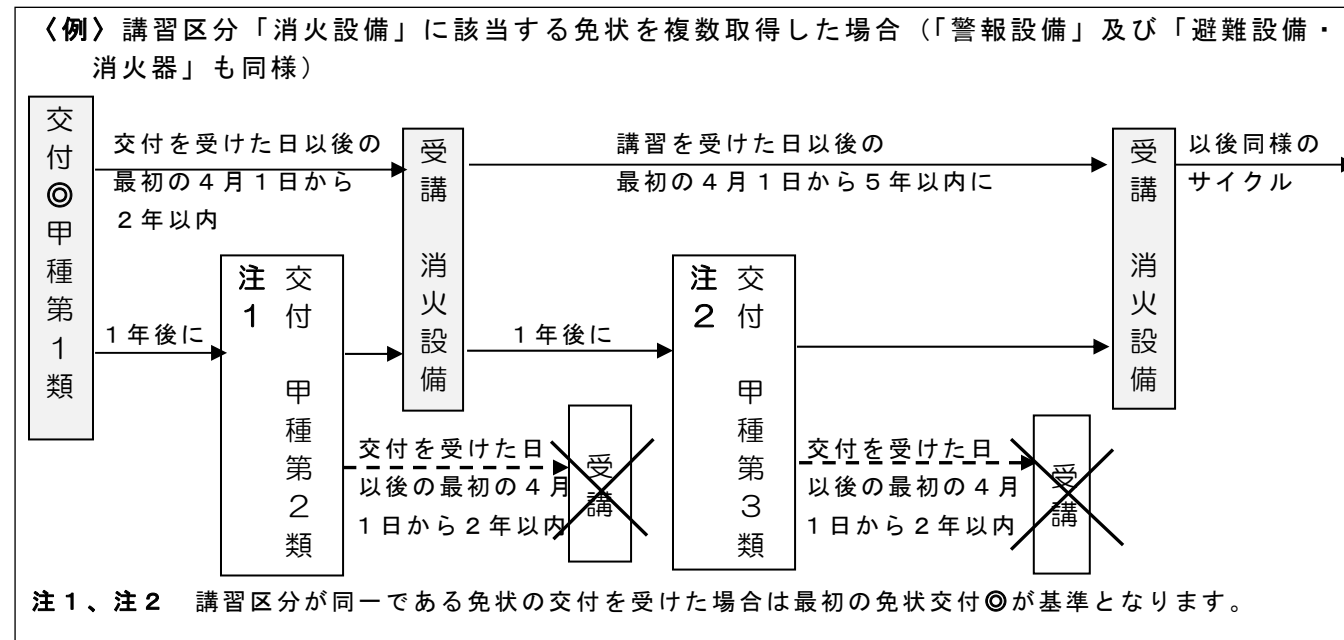 〈例〉講習区分「消火設備」に該当する免状を複数取得した場合(「警報設備」及び「避難設備・
消火器」も同様)
交付◎甲種第1類
交付を受けた日以後の
最初の4月1日から
2年以内
受講 消火設備
講習を受けた日以後の
最初の4月1日から5年以内に
受講 消火設備
以後同様の
サイクル
1年後に
注1
交付 甲種第2類
1年後に
注2
交付 甲種第3類
交付を受けた日
以後の最初の4月
1日から2年以内
受講
交付を受けた日
以後の最初の4月
1日から2年以内
受講
注1、注2 講習区分が同一である免状の交付を受けた場合は最初の免状交付◎が基準となります。